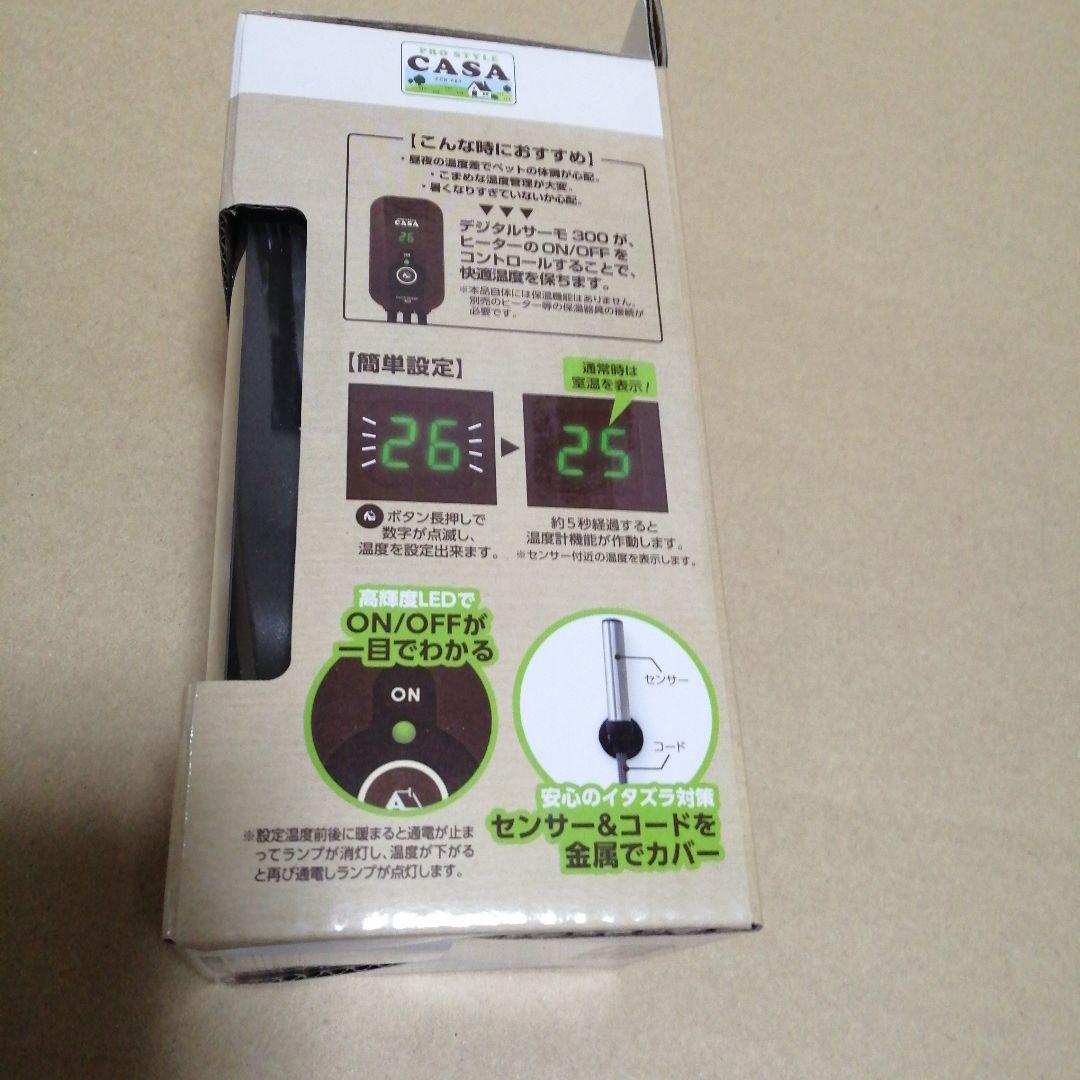 PRO STYLE
CASA
FOR PET
【こんな時におすすめ】
・昼夜の温度差でペットの体調が心配。
・こまめな温度管理が大変。
・暑くなりすぎていないか心配。
▼▼▼
CASA
26
ON
デジタルサーモ 300 が、
ヒーターの ON/OFF を
コントロールすることで、
快適温度を保ちます。
※本品自体には保温機能はありません。
別売のヒーター等の保温器具の接続が
必要です。
【簡単設定】
通常時は
室温を表示!
26
▶
25
ボタン長押しで
数字が点滅し、
温度を設定出来ます。
約5秒経過すると
温度計機能が作動します。
※センサー付近の温度を表示します。
高輝度LEDで
ON/OFFが
一目でわかる
ON
センサー
コード
安心のイタズラ対策
センサー&コードを
金属でカバー
※設定温度前後に暖まると通電が止ま
ってランプが消灯し、温度が下がる
と再び通電しランプが点灯します。